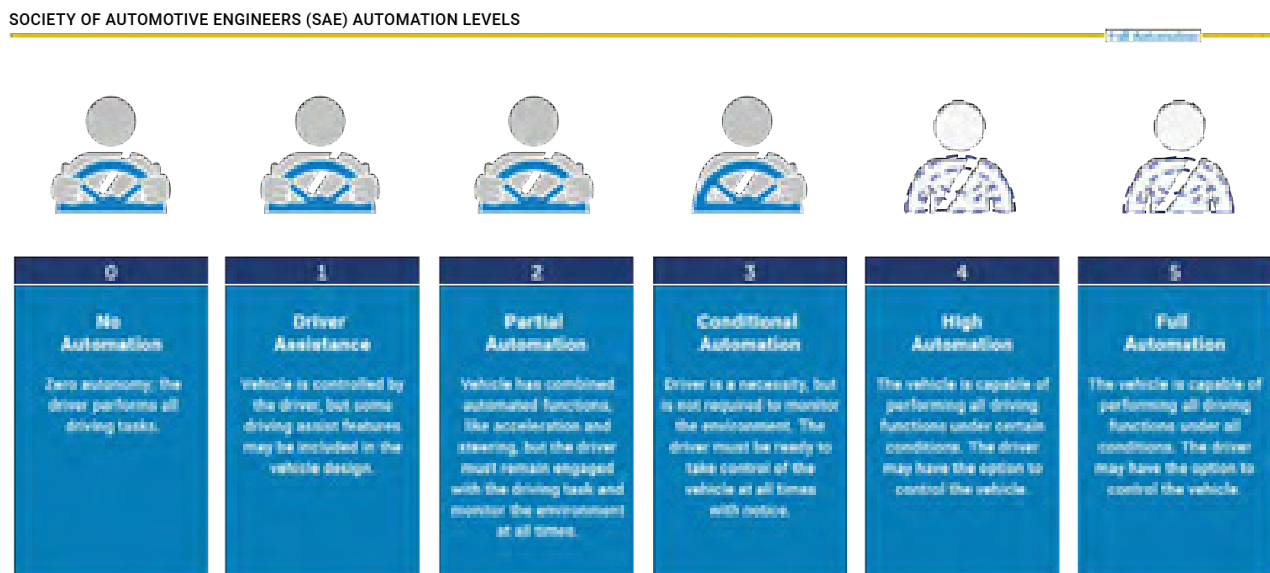 SOCIETY OF AUTOMOTIVE ENGINEERS (SAE) AUTOMATION LEVELS
Full Automation
0
No
Automation
Zero autonomy; the
driver performs all
driving tasks.
1
Driver
Assistance
Vehicle is controlled by
the driver, but some
driving assist features
may be included in the
vehicle design.
2
Partial
Automation
Vehicle has combined
automated functions,
like acceleration and
steering, but the driver
must remain engaged
with the driving task and
monitor the environment
at all times.
3
Conditional
Automation
Driver is a necessity, but
is not required to monitor
the environment. The
driver must be ready to
take control of the
vehicle at all times
with notice.
4
High
Automation
The vehicle is capable of
performing all driving
functions under certain
conditions. The driver
may have the option to
control the vehicle.
5
Full
Automation
The vehicle is capable of
performing all driving
functions under all
conditions. The driver
may have the option to
control the vehicle.